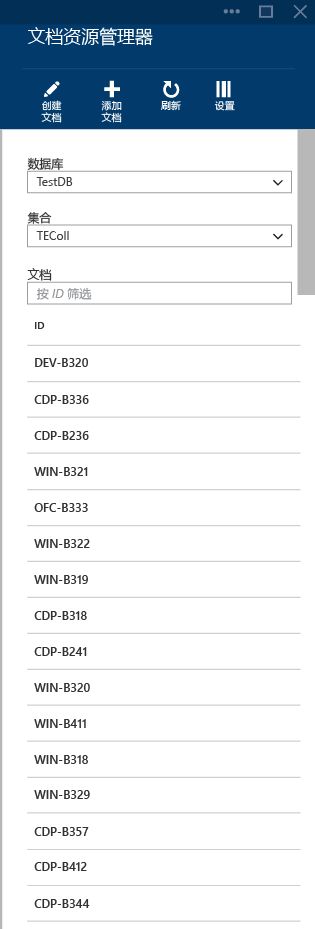 文档资源管理器
创建
文档
添加
文档
刷新
设置
数据库
TestDB
集合
TEColl
文档
按 ID 筛选
ID
DEV-B320
CDP-B336
CDP-B236
WIN-B321
OFC-B333
WIN-B322
WIN-B319
CDP-B318
CDP-B241
WIN-B320
WIN-B411
WIN-B318
WIN-B329
CDP-B357
CDP-B412
CDP-B344